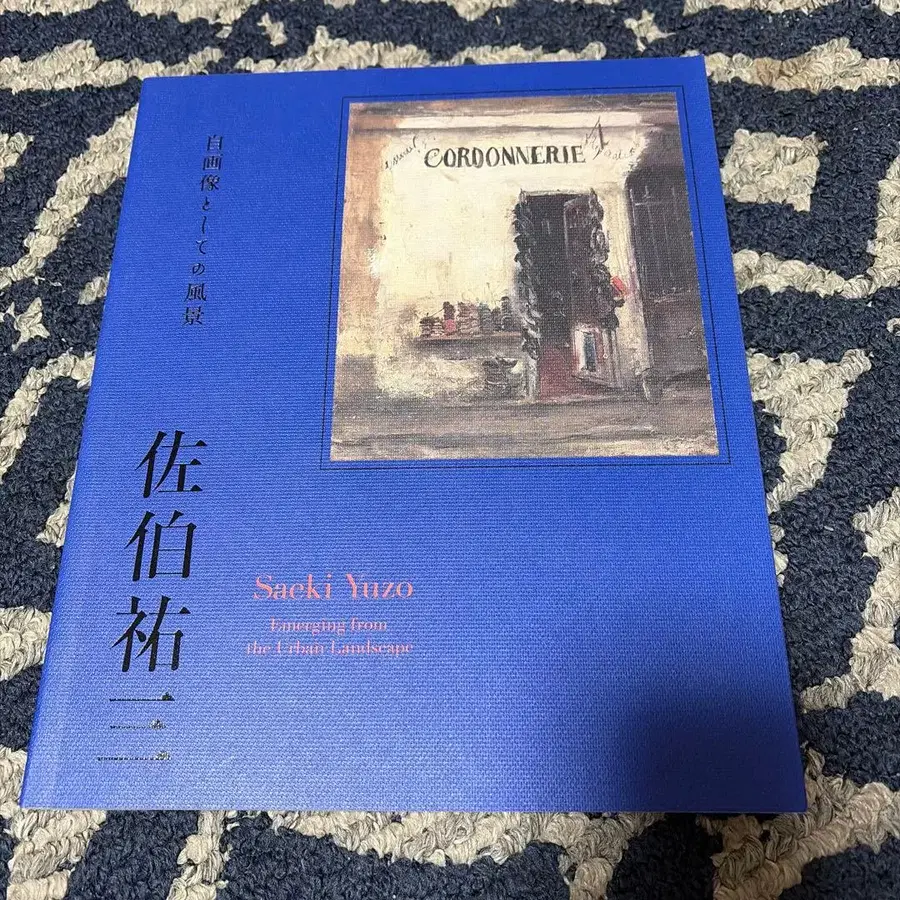 自画像としての風景
佐伯祐三
Saeki Yuzo
Emerging from
the Urban Landscape
CORDONNERIE